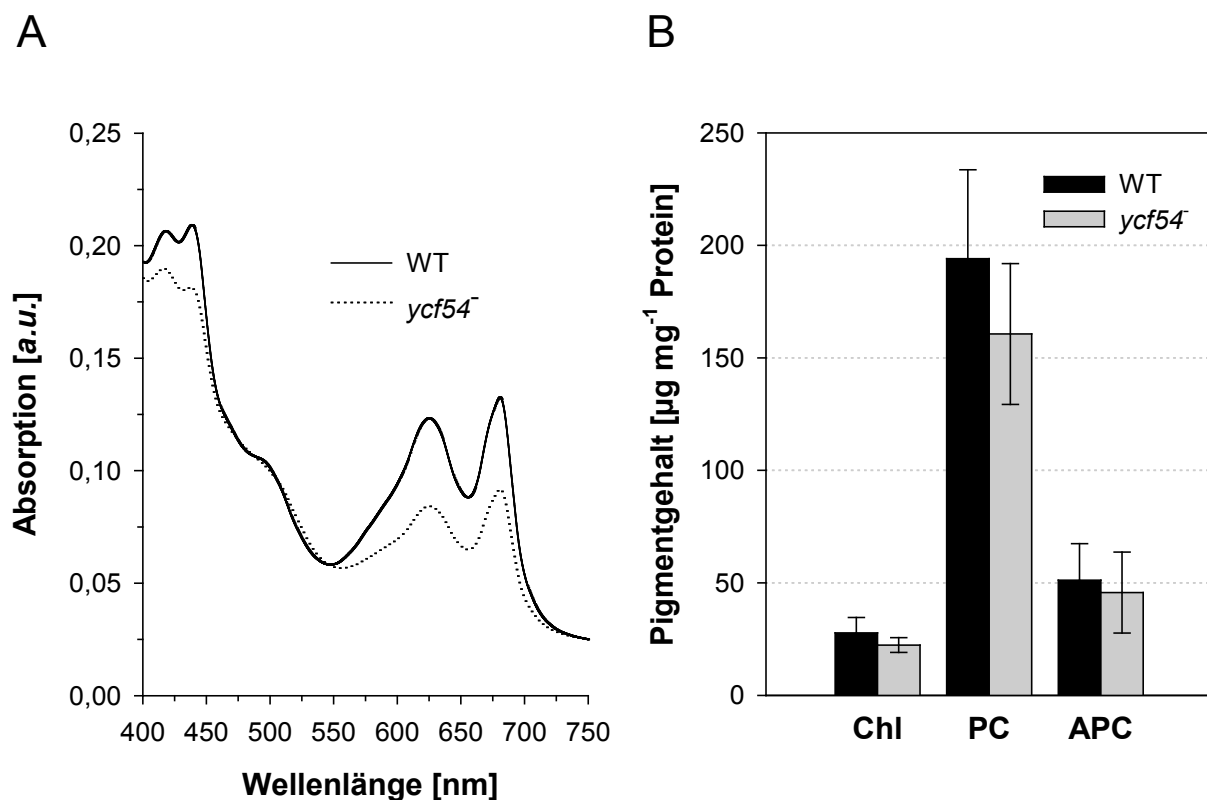 A
B
0,25
0,20
0,15
0,10
0,05
0,00
Absorption [a.u.]
WT
ycf54⁻
400 450 500 550 600 650 700 750
Wellenlänge [nm]
250
200
150
100
50
0
Pigmentgehalt [µg mg⁻¹ Protein]
WT
ycf54⁻
Chl PC APC